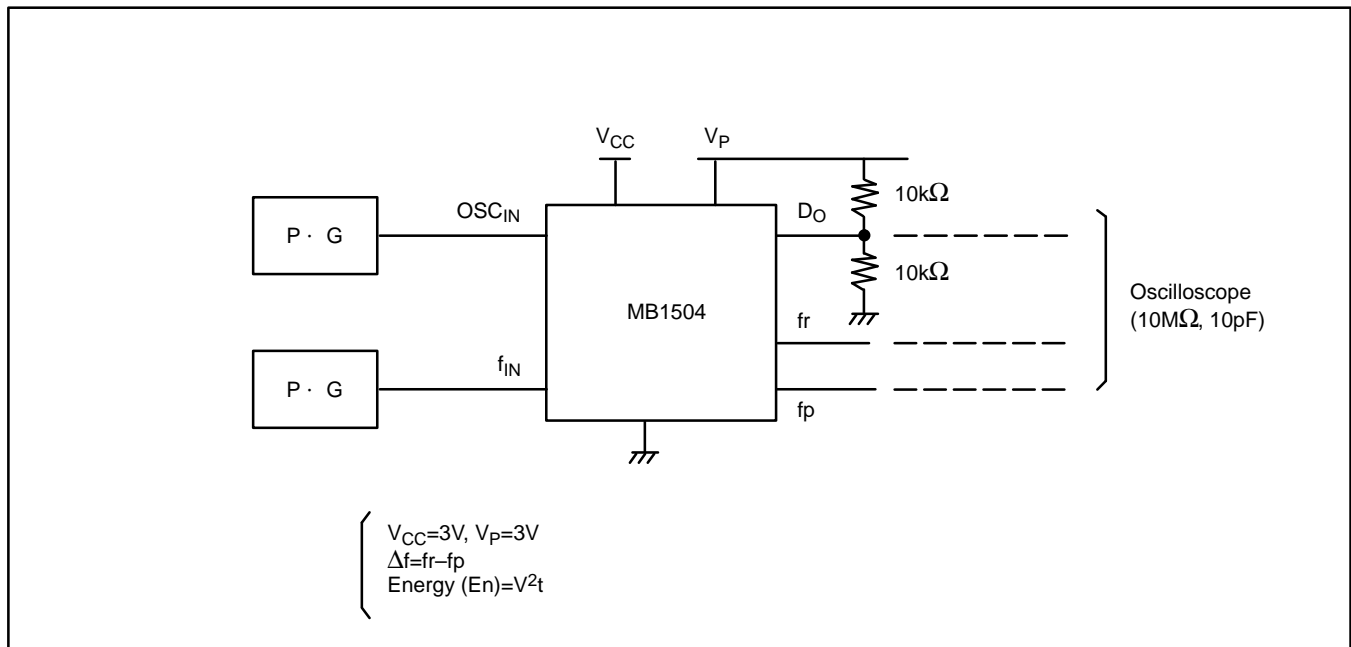 V_CC V_P
OSC_IN D_O 10kΩ
P · G
10kΩ
MB1504
Oscilloscope
(10MΩ, 10pF)
fr
f_IN
P · G
fp
V_CC=3V, V_P=3V
Δf=fr–fp
Energy (En)=V²t